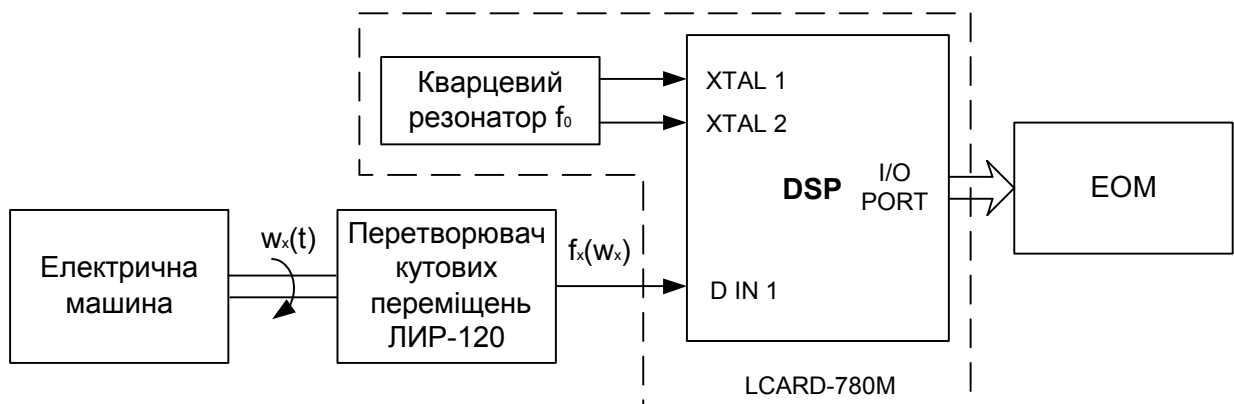 Кварцевий
резонатор f₀
XTAL 1
XTAL 2
DSP
I/O
PORT
ЕОМ
Електрична
машина
wₓ(t)
Перетворювач
кутових
переміщень
ЛИР-120
fₓ(wₓ)
D IN 1
LCARD-780M